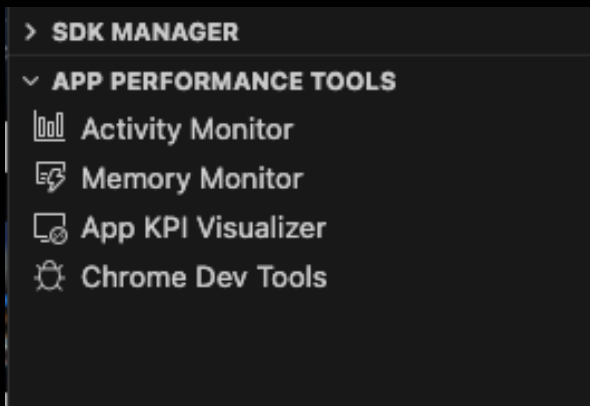 SDK MANAGER
APP PERFORMANCE TOOLS
Activity Monitor
Memory Monitor
App KPI Visualizer
Chrome Dev Tools